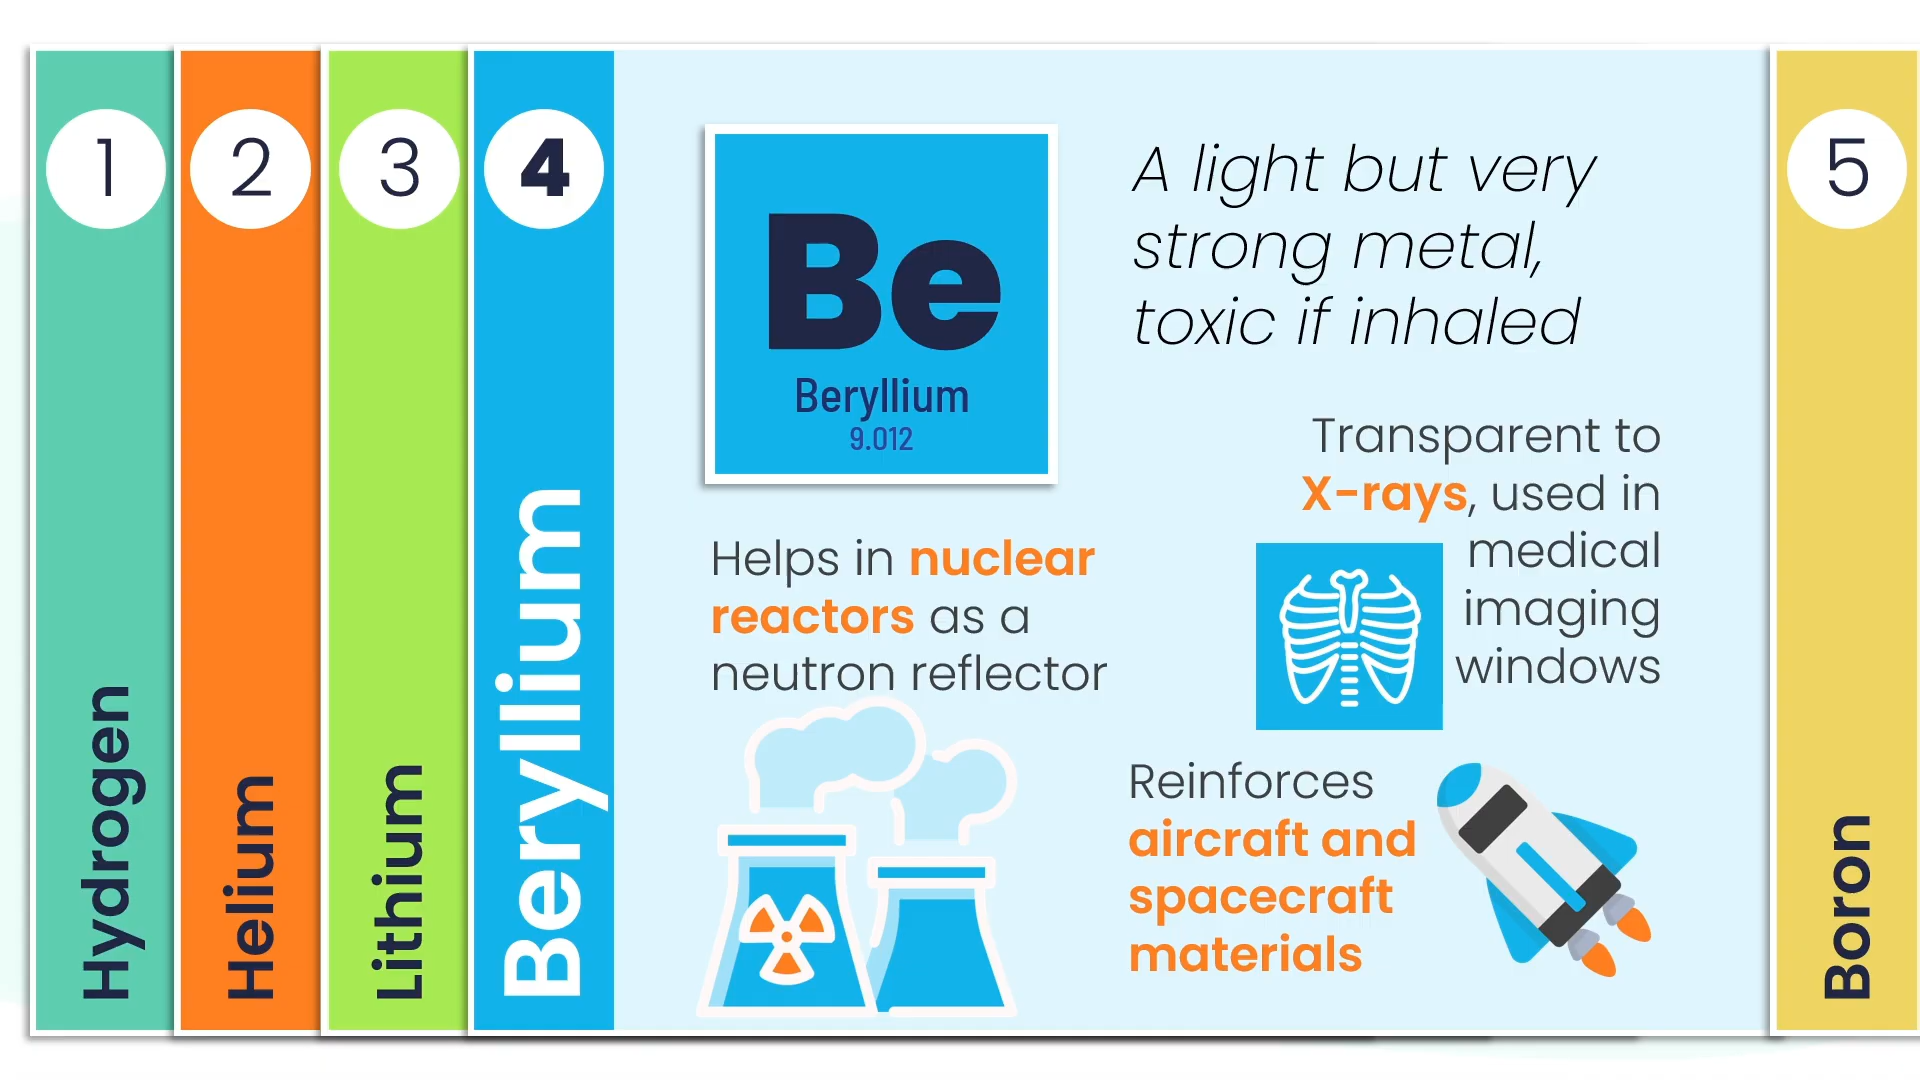 1
Hydrogen
2
Helium
3
Lithium
4
Beryllium
Be
Beryllium
9.012
A light but very
strong metal,
toxic if inhaled
Helps in nuclear
reactors as a
neutron reflector
Transparent to
X-rays, used in
medical
imaging
windows
Reinforces
aircraft and
spacecraft
materials
5
Boron